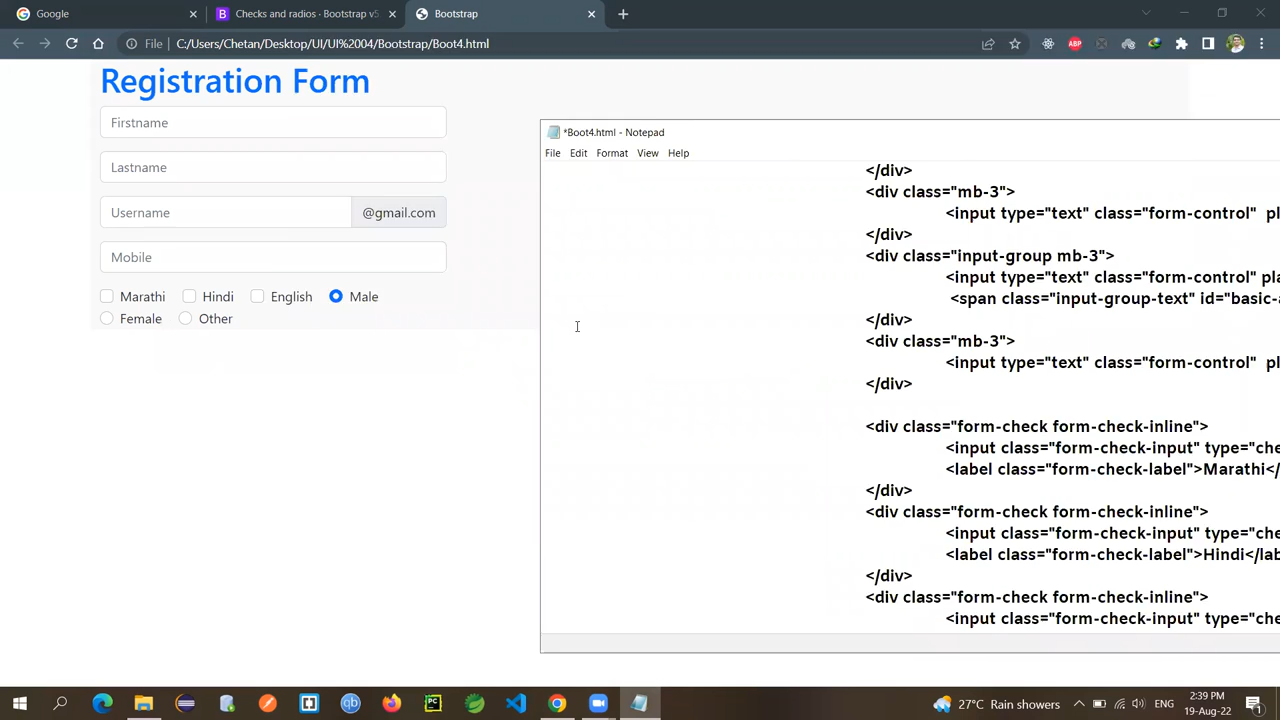 Google
Checks and radios · Bootstrap v5
Bootstrap
File
C:/Users/Chetan/Desktop/UI/UI%2004/Bootstrap/Boot4.html
ABP
Registration Form
Firstname
Lastname
Username
@gmail.com
Mobile
Marathi
Hindi
English
Male
Female
Other
*Boot4.html - Notepad
File Edit Format View Help
</div>
<div class="mb-3">
<input type="text" class="form-control" pl
</div>
<div class="input-group mb-3">
<input type="text" class="form-control" pla
<span class="input-group-text" id="basic-a
</div>
<div class="mb-3">
<input type="text" class="form-control" pl
</div>
<div class="form-check form-check-inline">
<input class="form-check-input" type="che
<label class="form-check-label">Marathi</
</div>
<div class="form-check form-check-inline">
<input class="form-check-input" type="che
<label class="form-check-label">Hindi</lab
</div>
<div class="form-check form-check-inline">
<input class="form-check-input" type="che
PC
qb
27°C Rain showers
ENG
2:39 PM
19-Aug-22
1